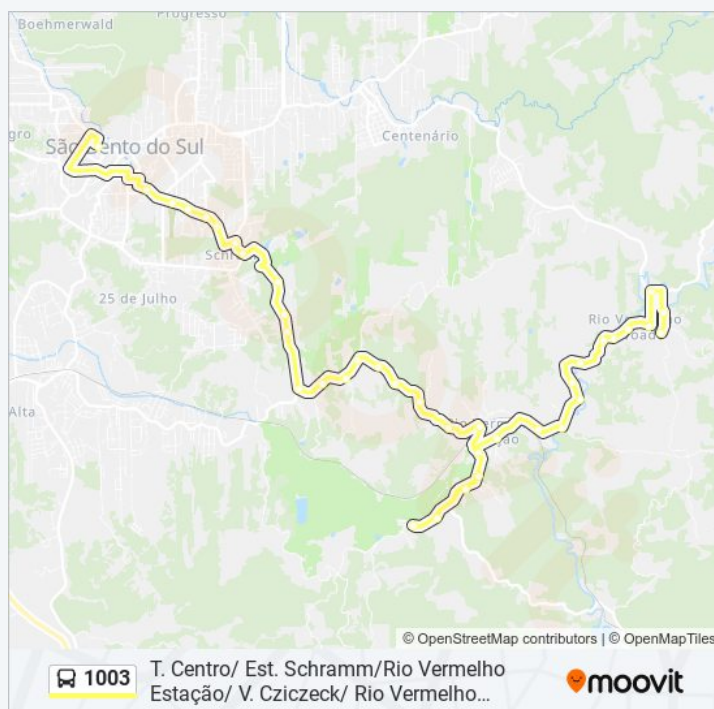 Boehmerwald
Progresso
Centenário
São Bento do Sul
25 de Julho
Alta
© OpenStreetMap contributors | © OpenMapTiles
1003
T. Centro/ Est. Schramm/Rio Vermelho
Estação/ V. Cziczeck/ Rio Vermelho...
moovit